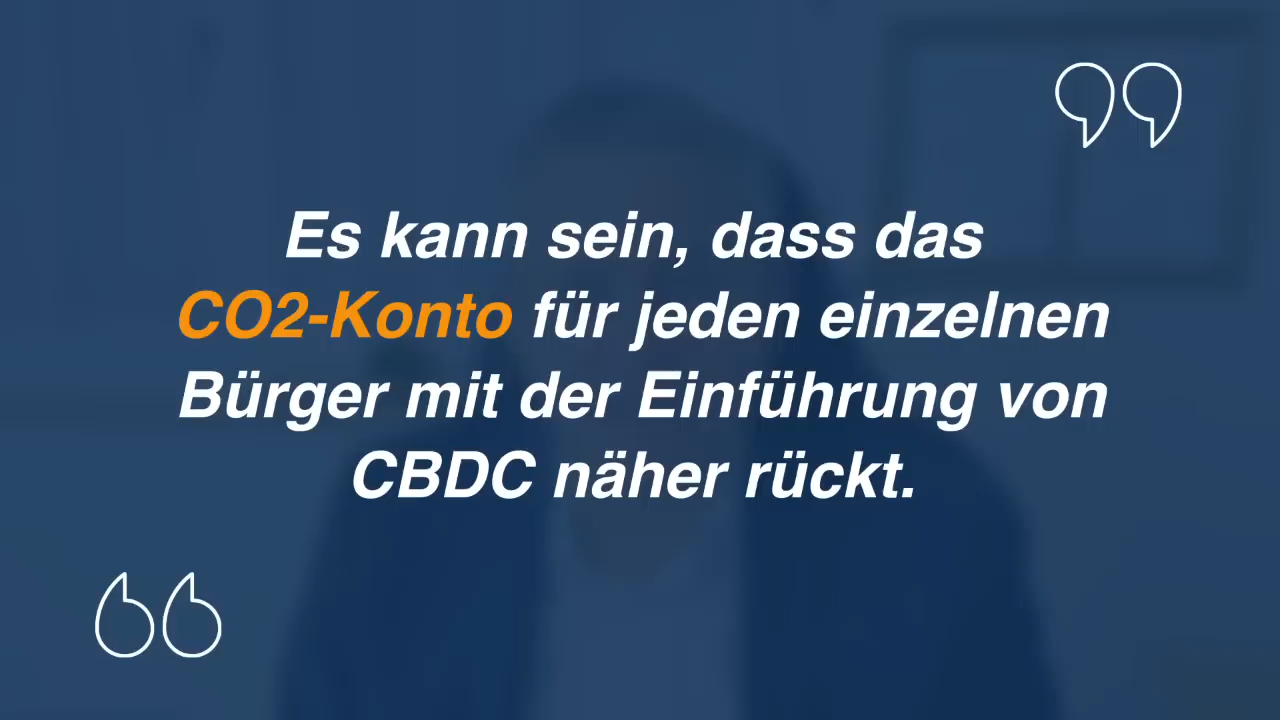 Es kann sein, dass das
CO2-Konto für jeden einzelnen
Bürger mit der Einführung von
CBDC näher rückt.